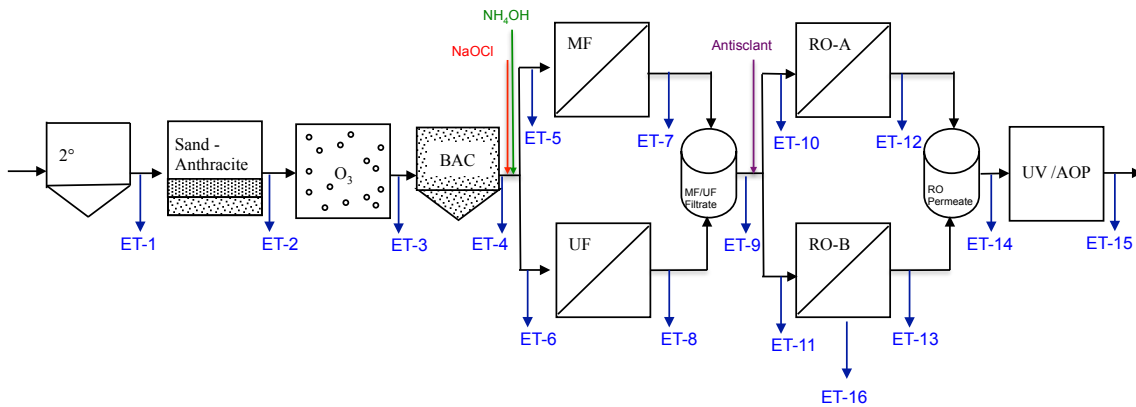 NH₄OH
NaOCl
MF
Antisclant
RO-A
2°
Sand -
Anthracite
O₃
BAC
ET-5
ET-7
ET-10
ET-12
MF/UF
Filtrate
RO
Permeate
UV /AOP
ET-1
ET-2
ET-3
ET-4
UF
ET-9
RO-B
ET-14
ET-15
ET-6
ET-8
ET-11
ET-13
ET-16